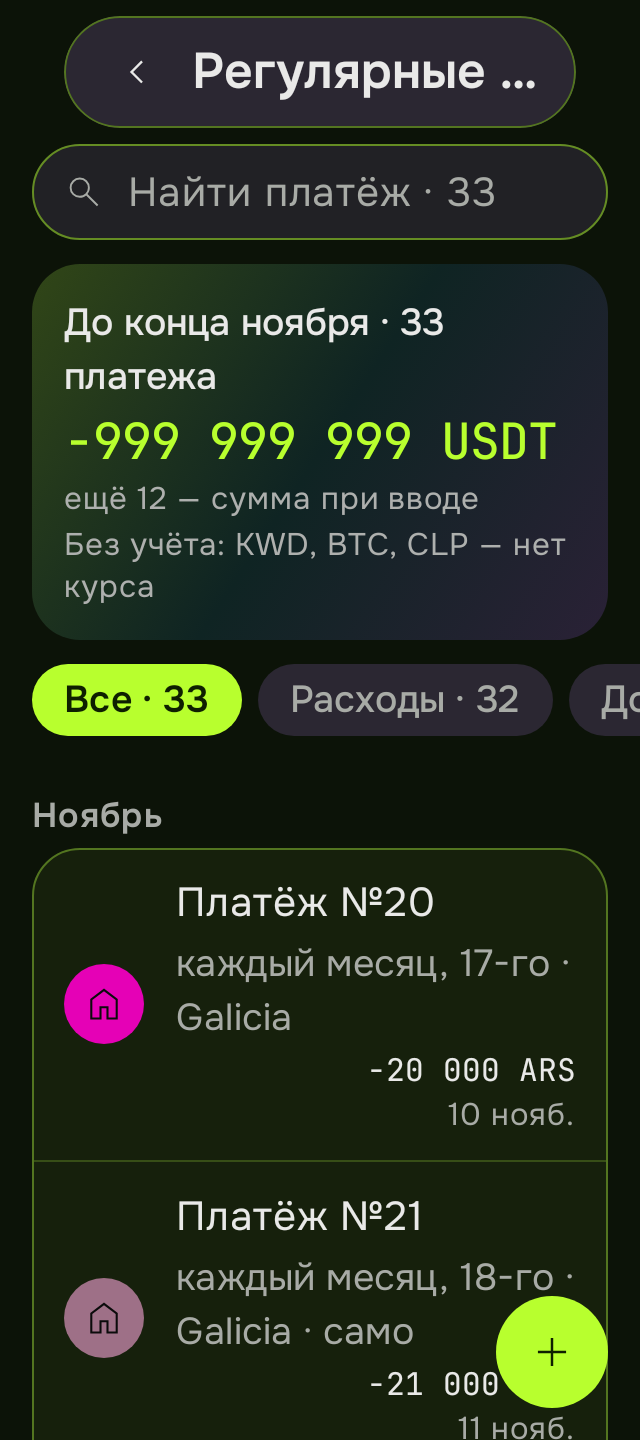 Регулярные ...
Найти платёж · 33
До конца ноября · 33
платежа
-999 999 999 USDT
ещё 12 — сумма при вводе
Без учёта: KWD, BTC, CLP — нет
курса
Все · 33
Расходы · 32
До
Ноябрь
Платёж №20
каждый месяц, 17-го ·
Galicia
-20 000 ARS
10 нояб.
Платёж №21
каждый месяц, 18-го ·
Galicia · само
-21 000
11 нояб.